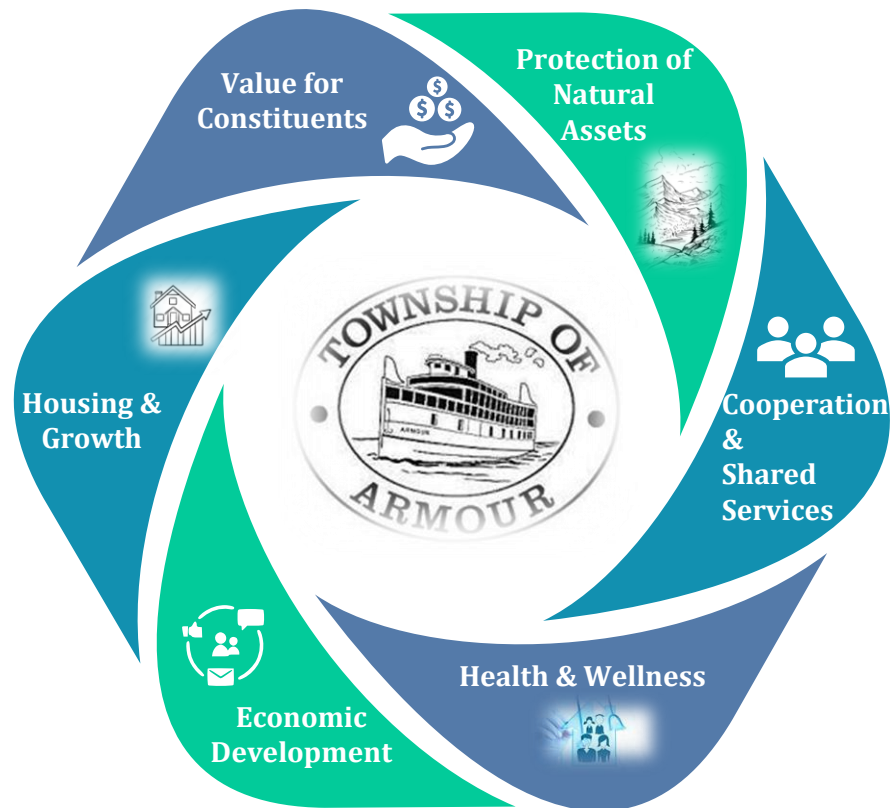 Value for
Constituents
Protection of
Natural
Assets
Cooperation
&
Shared
Services
Health & Wellness
Economic
Development
Housing &
Growth
TOWNSHIP OF
ARMOUR
ARMOUR
$
$ $